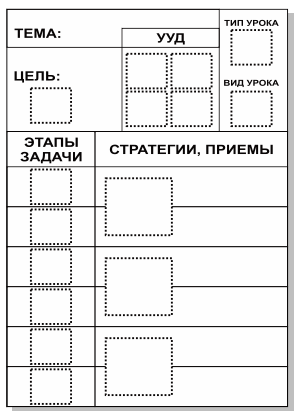 ТЕМА:
УУД
ТИП УРОКА
ЦЕЛЬ:
ВИД УРОКА
ЭТАПЫ
ЗАДАЧИ
СТРАТЕГИИ, ПРИЕМЫ